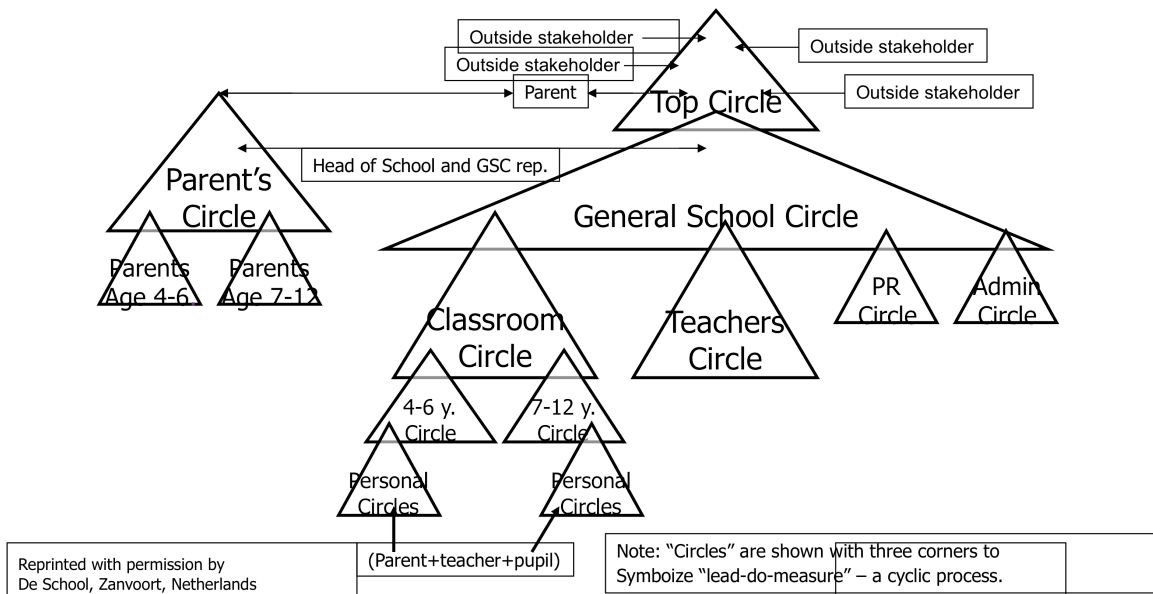 Outside stakeholder
Outside stakeholder
Outside stakeholder
Parent
Outside stakeholder
Top Circle
Head of School and GSC rep.
Parent's
Circle
General School Circle
Parents
Age 4-6
Parents
Age 7-12
PR
Circle
Admin
Circle
Classroom
Circle
Teachers
Circle
4-6 y.
Circle
7-12 y.
Circle
Personal
Circles
Personal
Circles
(Parent+teacher+pupil)
Reprinted with permission by
De School, Zanvoort, Netherlands
Note: “Circles” are shown with three corners to
Symboize “lead-do-measure” – a cyclic process.